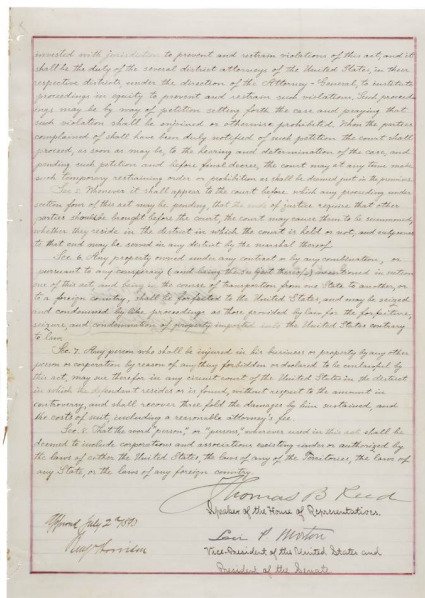 invested with jurisdiction to prevent and restrain violations of this act; and it
shall be the duty of the several district attorneys of the United States, in their
respective districts, under the direction of the Attorney-General, to institute
proceedings in equity to prevent and restrain such violations. Such proceed
ings may be by way of petition setting forth the case and praying that
such violation shall be enjoined or otherwise prohibited. When the parties
complained of shall have been duly notified of such petition the court shall
proceed, as soon as may be, to the hearing and determination of the case; and
pending such petition and before final decree, the court may at any time make
such temporary restraining order or prohibition as shall be deemed just in the premises.
Sec. 5. Whenever it shall appear to the court before which any proceeding under
section four of this act may be pending, that the ends of justice require that other
parties should be brought before the court, the court may cause them to be summoned,
whether they reside in the district in which the court is held or not; and subpoenas
to that end may be served in any district by the marshal thereof.
Sec. 6. Any property owned under any contract or by any combination, or
pursuant to any conspiracy (and being the subject thereof) mentioned in section
one of this act, and being in the course of transportation from one State to another, or
to a foreign country, shall be forfeited to the United States, and may be seized
and condemned by like proceedings as those provided by law for the forfeiture,
seizure, and condemnation of property imported into the United States contrary
to law.
Sec. 7. Any person who shall be injured in his business or property by any other
person or corporation by reason of anything forbidden or declared to be unlawful by
this act, may sue therefor in any circuit court of the United States in the district
in which the defendant resides or is found, without respect to the amount in
controversy, and shall recover three fold the damages by him sustained, and
the costs of suit, including a reasonable attorney's fee.
Sec. 8. That the word "person," or "persons," wherever used in this act shall be
deemed to include corporations and associations existing under or authorized by
the laws of either the United States, the laws of any of the Territories, the laws of
any State, or the laws of any foreign country.
Thomas B Reed
Speaker of the House of Representatives.
Approved July 2nd 1890
Levi P. Morton
Benj Harrison
Vice-President of the United States and
President of the Senate